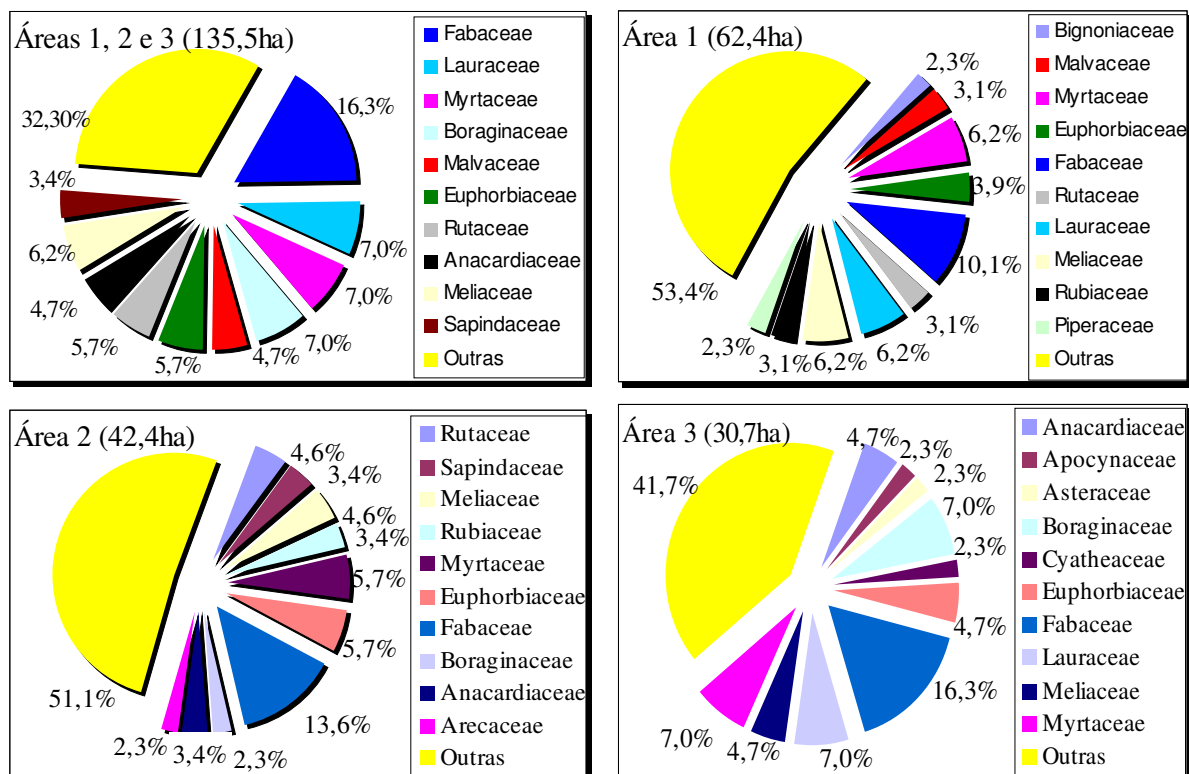 Áreas 1, 2 e 3 (135,5ha)
32,30%
16,3%
7,0%
7,0%
7,0%
4,7%
5,7%
5,7%
4,7%
6,2%
3,4%
Fabaceae
Lauraceae
Myrtaceae
Boraginaceae
Malvaceae
Euphorbiaceae
Rutaceae
Anacardiaceae
Meliaceae
Sapindaceae
Outras
Área 1 (62,4ha)
2,3%
3,1%
6,2%
3,9%
10,1%
3,1%
6,2%
6,2%
3,1%
2,3%
53,4%
Bignoniaceae
Malvaceae
Myrtaceae
Euphorbiaceae
Fabaceae
Rutaceae
Lauraceae
Meliaceae
Rubiaceae
Piperaceae
Outras
Área 2 (42,4ha)
4,6%
3,4%
4,6%
3,4%
5,7%
5,7%
13,6%
2,3%
3,4%
2,3%
51,1%
Rutaceae
Sapindaceae
Meliaceae
Rubiaceae
Myrtaceae
Euphorbiaceae
Fabaceae
Boraginaceae
Anacardiaceae
Arecaceae
Outras
Área 3 (30,7ha)
4,7%
2,3%
2,3%
7,0%
2,3%
4,7%
16,3%
7,0%
4,7%
7,0%
41,7%
Anacardiaceae
Apocynaceae
Asteraceae
Boraginaceae
Cyatheaceae
Euphorbiaceae
Fabaceae
Lauraceae
Meliaceae
Myrtaceae
Outras